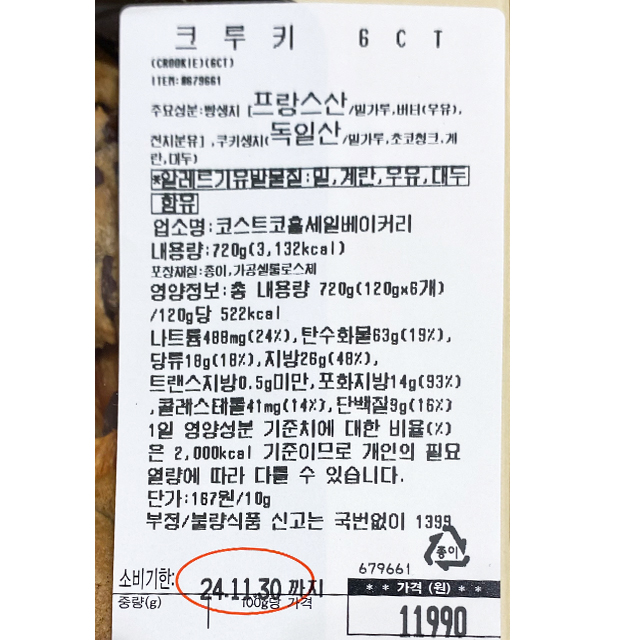 크루키 6CT
(CROOKIE)(6CT)
ITEM:#679661
주요성분:빵생지 [프랑스산/밀가루,버터(우유),
전지분유],쿠키생지(독일산/밀가루,초코청크,계
란,대두)
*알레르기유발물질:밀,계란,우유,대두
함유
업소명:코스트코홀세일베이커리
내용량:720g(3,132kcal)
포장재질:종이,가공셀룰로스제
영양정보:총 내용량 720g(120gx6개)
/120g당 522kcal
나트륨488mg(24%),탄수화물63g(19%),
당류18g(18%),지방26g(48%),
트랜스지방0.5g미만,포화지방14g(93%)
,콜레스테롤41mg(14%),단백질9g(16%)
1일 영양성분 기준치에 대한 비율(%)
은 2,000kcal 기준이므로 개인의 필요
열량에 따라 다를 수 있습니다.
단가:167원/10g
부정/불량식품 신고는 국번없이 1399
종이
679661
소비기한: 24.11.30 까지
중량(g) 100g당 가격 * * 가격 (원) * *
11990